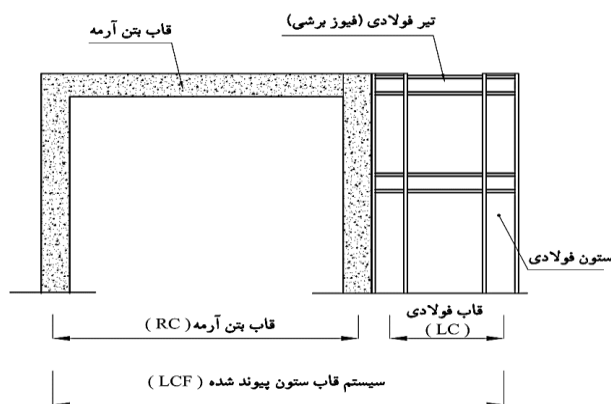 تیر فولادی (فیوز برشی)
قاب بتن آرمه
ستون فولادی
قاب فولادی
( LC )
قاب بتن آرمه ( RC )
سیستم قاب ستون پیوند شده ( LCF )